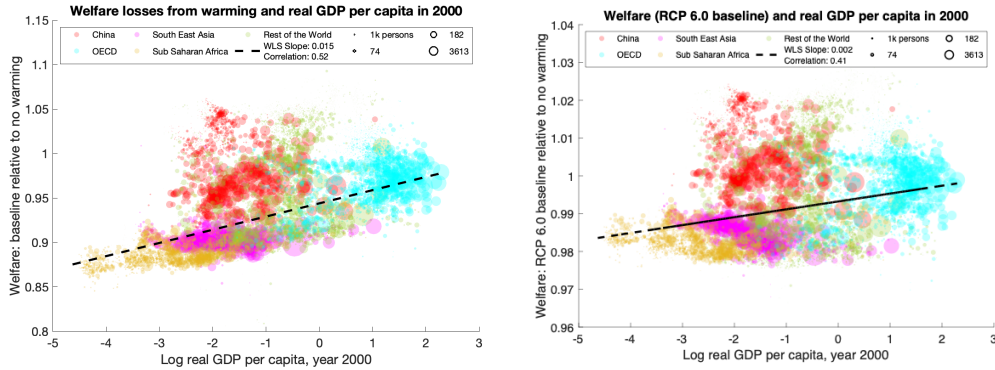 Welfare losses from warming and real GDP per capita in 2000
China
South East Asia
Rest of the World
1k persons
182
OECD
Sub Saharan Africa
WLS Slope: 0.015
Correlation: 0.52
74
3613
Welfare: baseline relative to no warming
1.15
1.1
1.05
1
0.95
0.9
0.85
0.8
-5 -4 -3 -2 -1 0 1 2 3
Log real GDP per capita, year 2000
Welfare (RCP 6.0 baseline) and real GDP per capita in 2000
China
South East Asia
Rest of the World
1k persons
182
OECD
Sub Saharan Africa
WLS Slope: 0.002
Correlation: 0.41
74
3613
Welfare: RCP 6.0 baseline relative to no warming
1.04
1.03
1.02
1.01
1
0.99
0.98
0.97
0.96
-5 -4 -3 -2 -1 0 1 2 3
Log real GDP per capita, year 2000